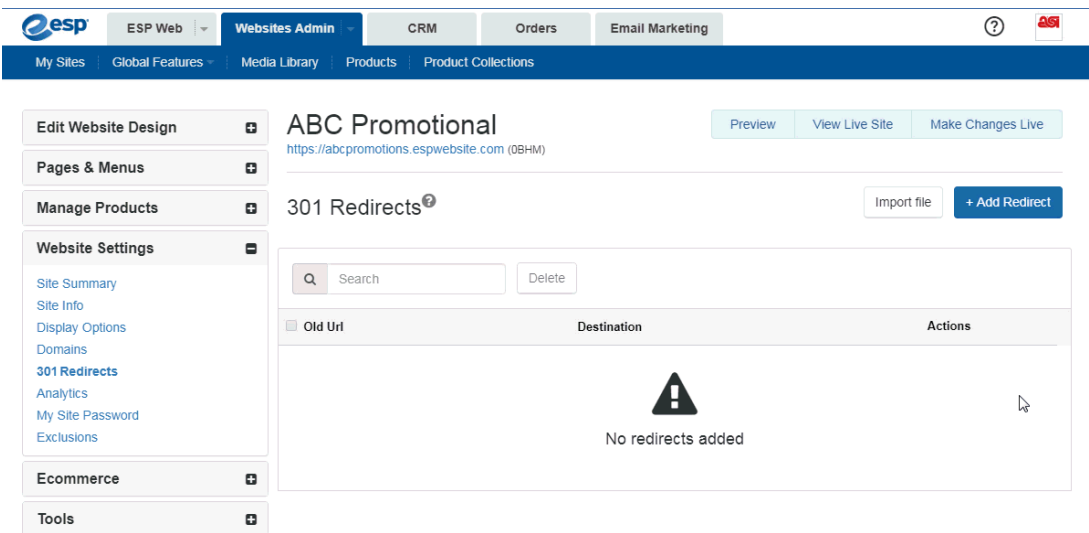 esp ESP Web Websites Admin CRM Orders Email Marketing ? asi
My Sites Global Features Media Library Products Product Collections
Edit Website Design
Pages & Menus
Manage Products
Website Settings
Site Summary
Site Info
Display Options
Domains
301 Redirects
Analytics
My Site Password
Exclusions
Ecommerce
Tools
ABC Promotional
https://abcpromotions.espwebsite.com (0BHM)
Preview View Live Site Make Changes Live
301 Redirects ?
Import file + Add Redirect
Search Delete
Old Url Destination Actions
No redirects added